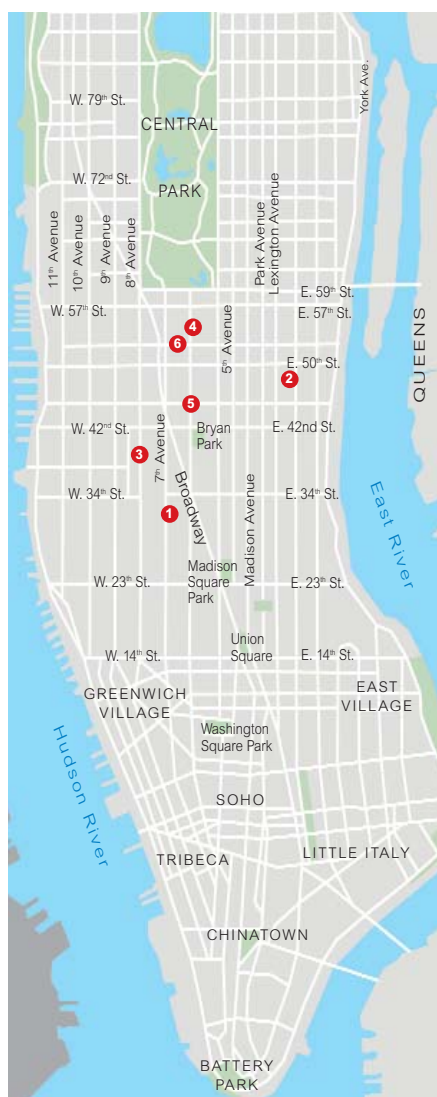 W. 79th St.
York Ave.
CENTRAL
W. 72nd St.
PARK
11th Avenue
10th Avenue
9th Avenue
8th Avenue
Park Avenue
Lexington Avenue
E. 59th St.
W. 57th St.
E. 57th St.
4
5th Avenue
QUEENS
6
E. 50th St.
2
5
W. 42nd St.
Bryan
Park
E. 42nd St.
3
7th Avenue
W. 34th St.
Broadway
Madison Avenue
E. 34th St.
East River
1
Madison
Square
Park
W. 23th St.
E. 23th St.
Union
Square
W. 14th St.
E. 14th St.
GREENWICH
VILLAGE
EAST
VILLAGE
Washington
Square Park
Hudson River
SOHO
TRIBECA
LITTLE ITALY
CHINATOWN
BATTERY
PARK